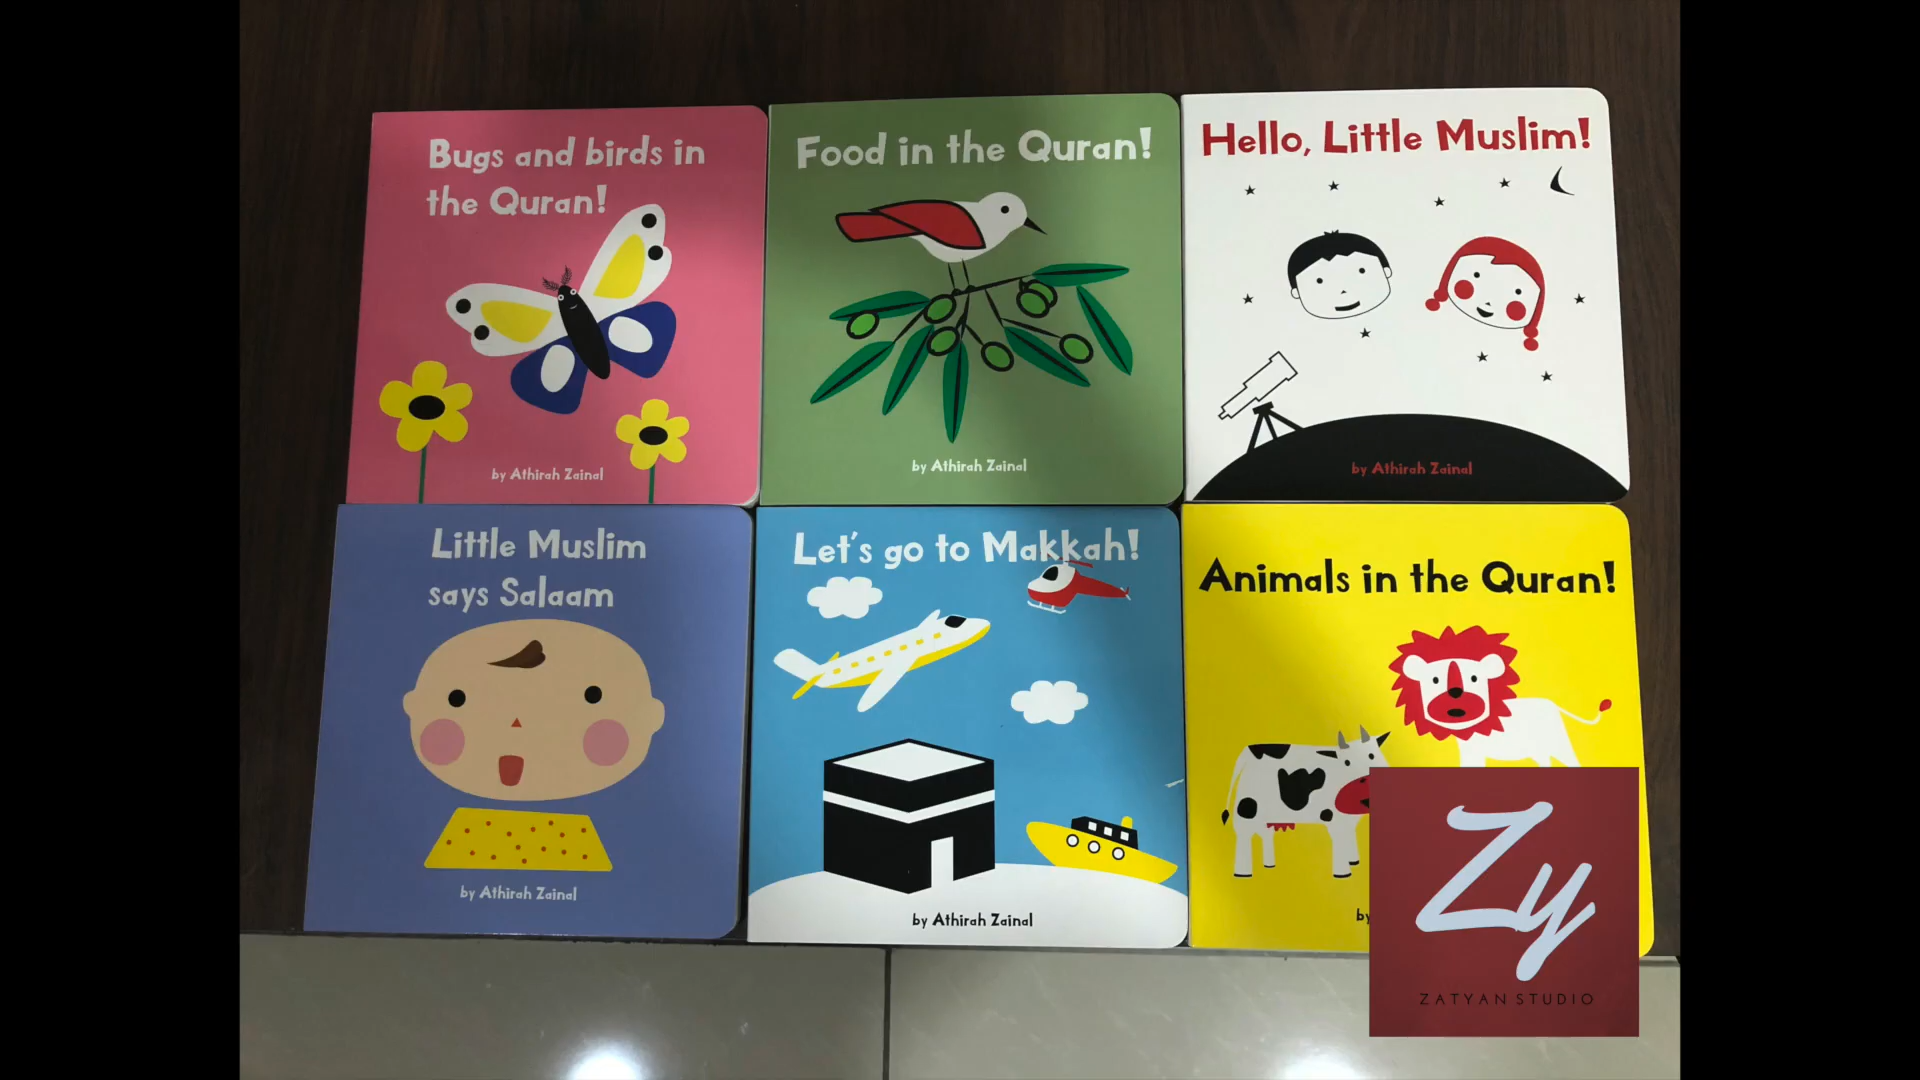 Bugs and birds in
the Quran!
by Athirah Zainal
Food in the Quran!
by Athirah Zainal
Hello, Little Muslim!
by Athirah Zainal
Little Muslim
says Salaam
by Athirah Zainal
Let's go to Makkah!
by Athirah Zainal
Animals in the Quran!
by
Zy
ZATYAN STUDIO